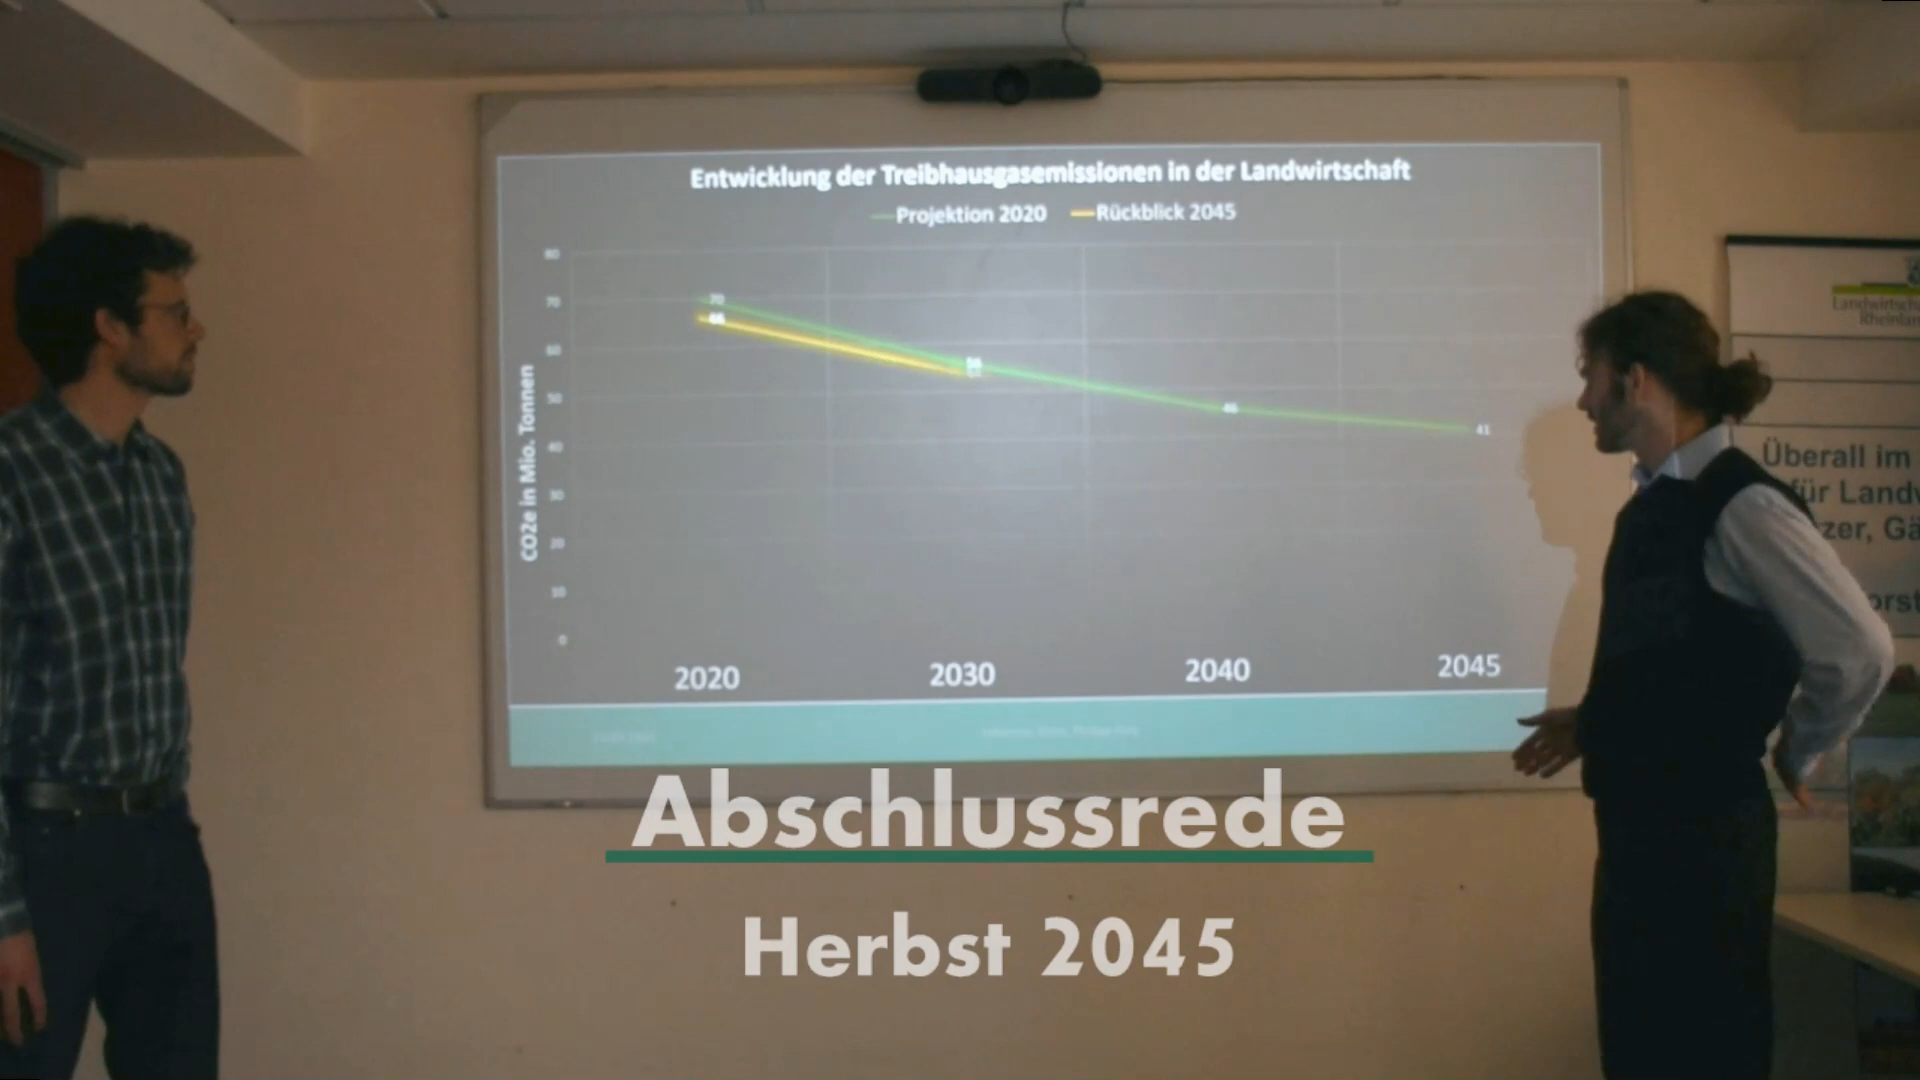 Entwicklung der Treibhausgasemissionen in der Landwirtschaft
Projektion 2020 Rückblick 2045
80
70
60
50
40
30
20
10
0
CO2e in Mio. Tonnen
70
66
46
41
2020 2030 2040 2045
Überall im
für Landw
zer, Gä
orst
Abschlussrede
Herbst 2045